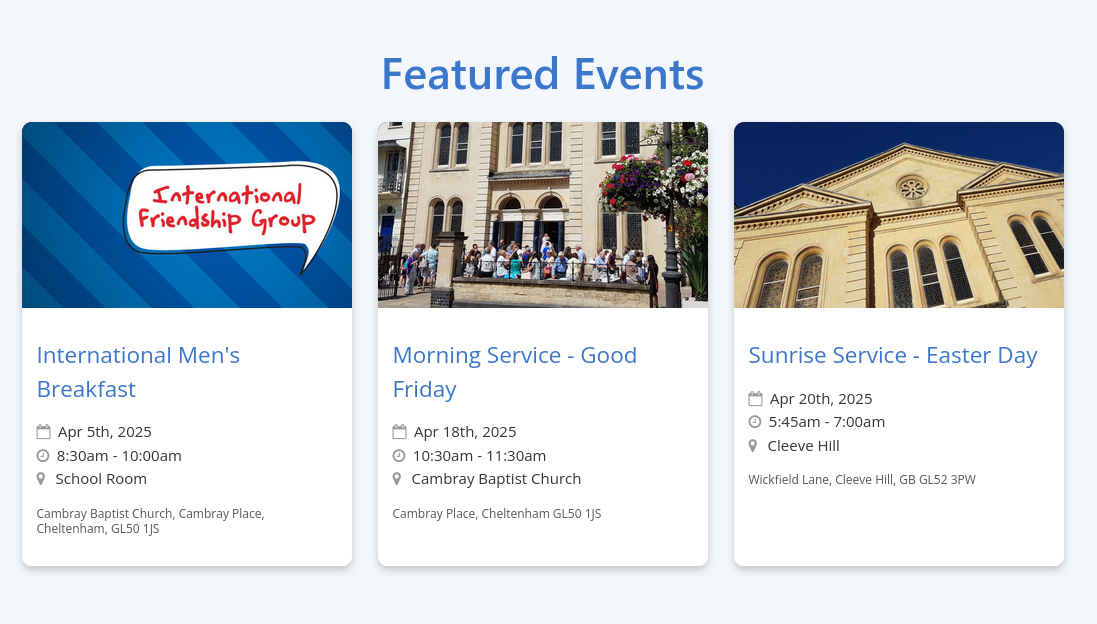 Featured Events
International
Friendship Group
International Men's
Breakfast
Apr 5th, 2025
8:30am - 10:00am
School Room
Cambray Baptist Church, Cambray Place,
Cheltenham, GL50 1JS
Morning Service - Good
Friday
Apr 18th, 2025
10:30am - 11:30am
Cambray Baptist Church
Cambray Place, Cheltenham GL50 1JS
Sunrise Service - Easter Day
Apr 20th, 2025
5:45am - 7:00am
Cleeve Hill
Wickfield Lane, Cleeve Hill, GB GL52 3PW